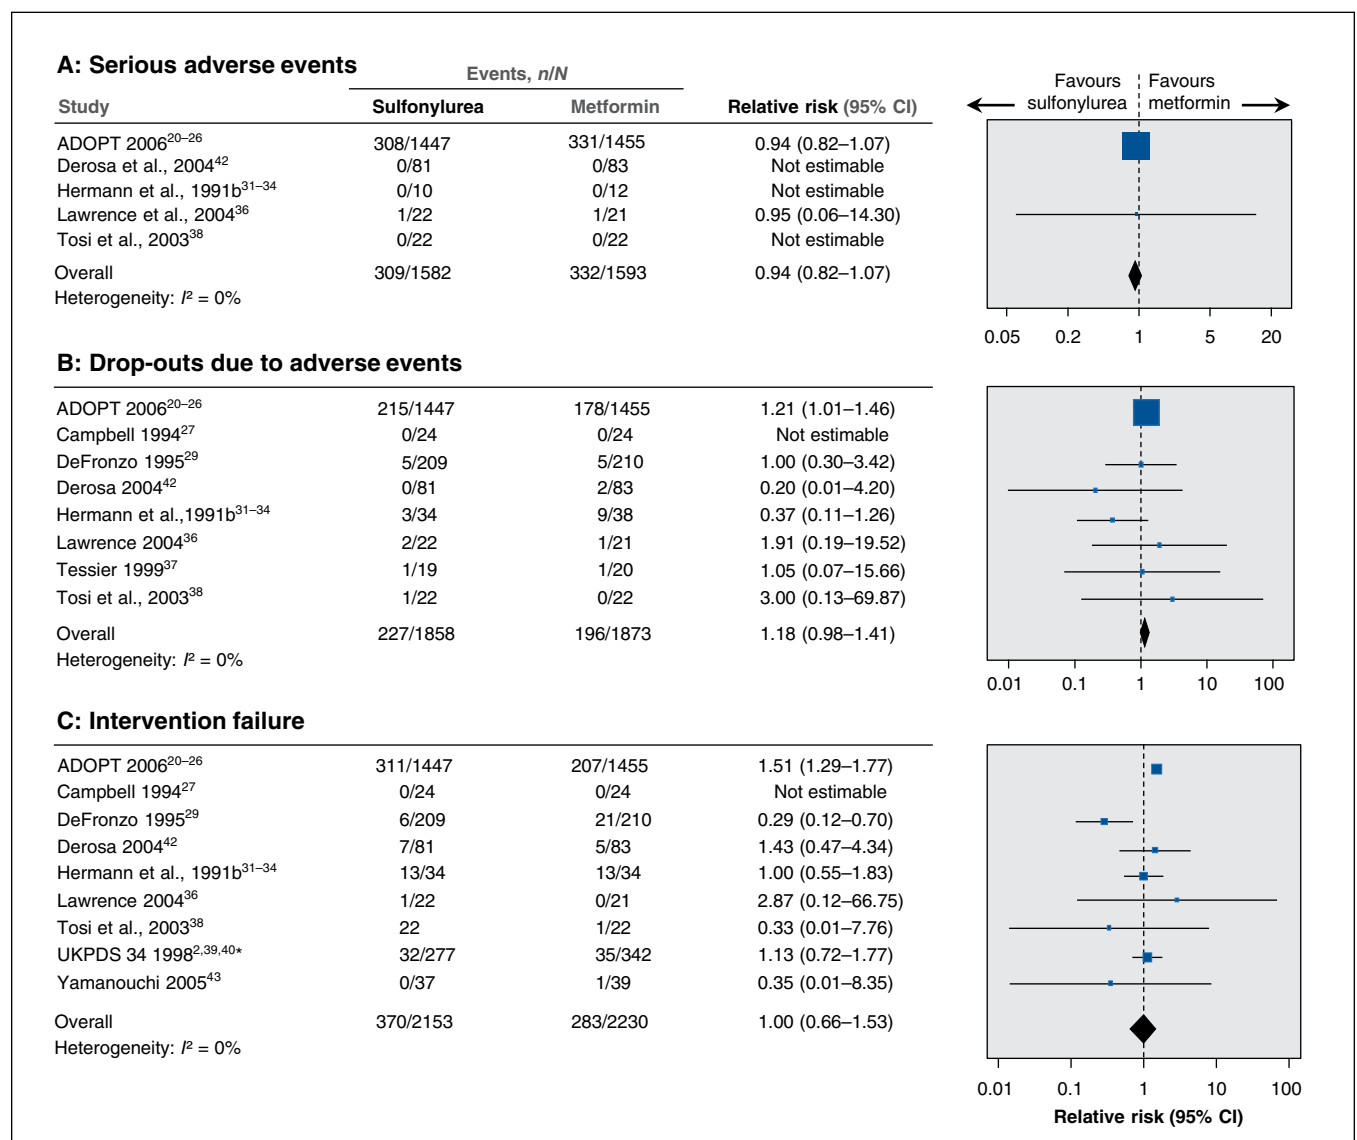 A: Serious adverse events
Events, n/N
Study Sulfonylurea Metformin Relative risk (95% CI)
Favours sulfonylurea Favours metformin
ADOPT 200620–26 308/1447 331/1455 0.94 (0.82–1.07)
Derosa et al., 200442 0/81 0/83 Not estimable
Hermann et al., 1991b31–34 0/10 0/12 Not estimable
Lawrence et al., 200436 1/22 1/21 0.95 (0.06–14.30)
Tosi et al., 200338 0/22 0/22 Not estimable
Overall 309/1582 332/1593 0.94 (0.82–1.07)
Heterogeneity: I² = 0%
0.05 0.2 1 5 20
B: Drop-outs due to adverse events
ADOPT 200620–26 215/1447 178/1455 1.21 (1.01–1.46)
Campbell 199427 0/24 0/24 Not estimable
DeFronzo 199529 5/209 5/210 1.00 (0.30–3.42)
Derosa 200442 0/81 2/83 0.20 (0.01–4.20)
Hermann et al.,1991b31–34 3/34 9/38 0.37 (0.11–1.26)
Lawrence 200436 2/22 1/21 1.91 (0.19–19.52)
Tessier 199937 1/19 1/20 1.05 (0.07–15.66)
Tosi et al., 200338 1/22 0/22 3.00 (0.13–69.87)
Overall 227/1858 196/1873 1.18 (0.98–1.41)
Heterogeneity: I² = 0%
0.01 0.1 1 10 100
C: Intervention failure
ADOPT 200620–26 311/1447 207/1455 1.51 (1.29–1.77)
Campbell 199427 0/24 0/24 Not estimable
DeFronzo 199529 6/209 21/210 0.29 (0.12–0.70)
Derosa 200442 7/81 5/83 1.43 (0.47–4.34)
Hermann et al., 1991b31–34 13/34 13/34 1.00 (0.55–1.83)
Lawrence 200436 1/22 0/21 2.87 (0.12–66.75)
Tosi et al., 200338 22 1/22 0.33 (0.01–7.76)
UKPDS 34 19982,39,40* 32/277 35/342 1.13 (0.72–1.77)
Yamanouchi 200543 0/37 1/39 0.35 (0.01–8.35)
Overall 370/2153 283/2230 1.00 (0.66–1.53)
Heterogeneity: I² = 0%
0.01 0.1 1 10 100
Relative risk (95% CI)